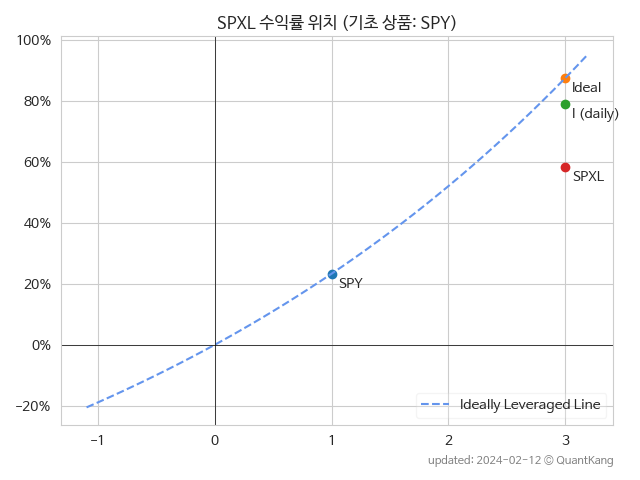 SPXL 수익률 위치 (기초 상품: SPY)
100%
80%
60%
40%
20%
0%
−20%
Ideal
I (daily)
SPXL
SPY
Ideally Leveraged Line
−1
0
1
2
3
updated: 2024-02-12 © QuantKang